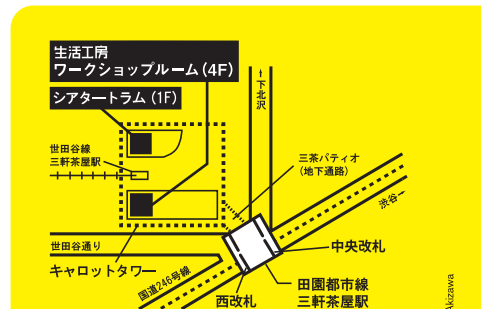 生活工房
ワークショップルーム(4F)
シアタートラム(1F)
↑下北沢
世田谷線
三軒茶屋駅
三茶パティオ
(地下通路)
渋谷→
世田谷通り
キャロットタワー
国道246号線
中央改札
西改札
田園都市線
三軒茶屋駅
Akizawa